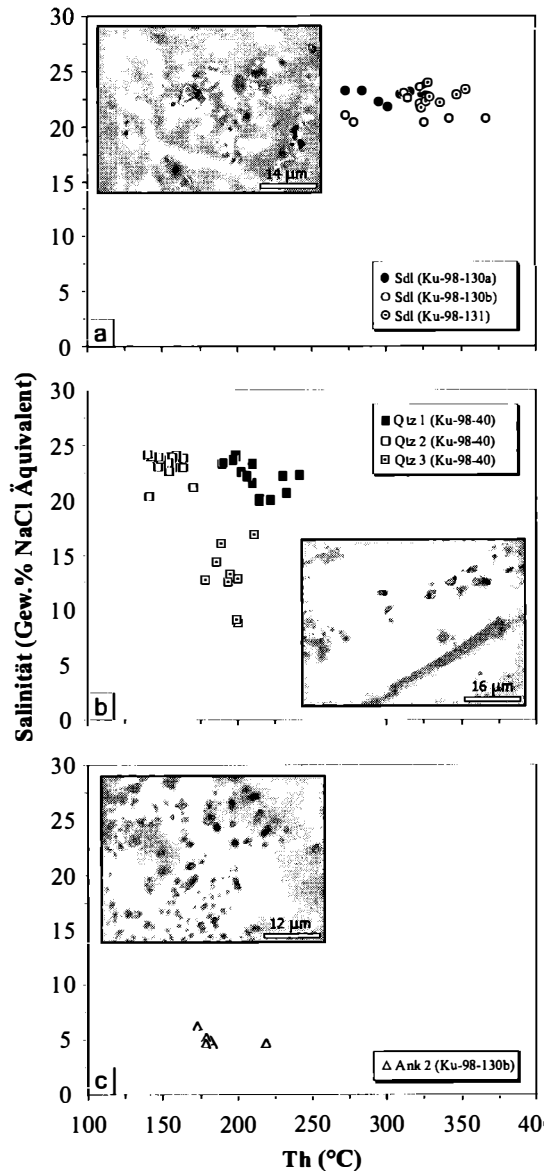 Salinität (Gew.% NaCl Äquivalent)
30
25
20
15
10
5
0
14 µm
● Sdl (Ku-98-130a)
○ Sdl (Ku-98-130b)
⊙ Sdl (Ku-98-131)
a
30
25
20
15
10
5
0
■ Qtz 1 (Ku-98-40)
□ Qtz 2 (Ku-98-40)
⊡ Qtz 3 (Ku-98-40)
16 µm
b
30
25
20
15
10
5
0
12 µm
△ Ank 2 (Ku-98-130b)
c
100 150 200 250 300 350 40
Th (°C)